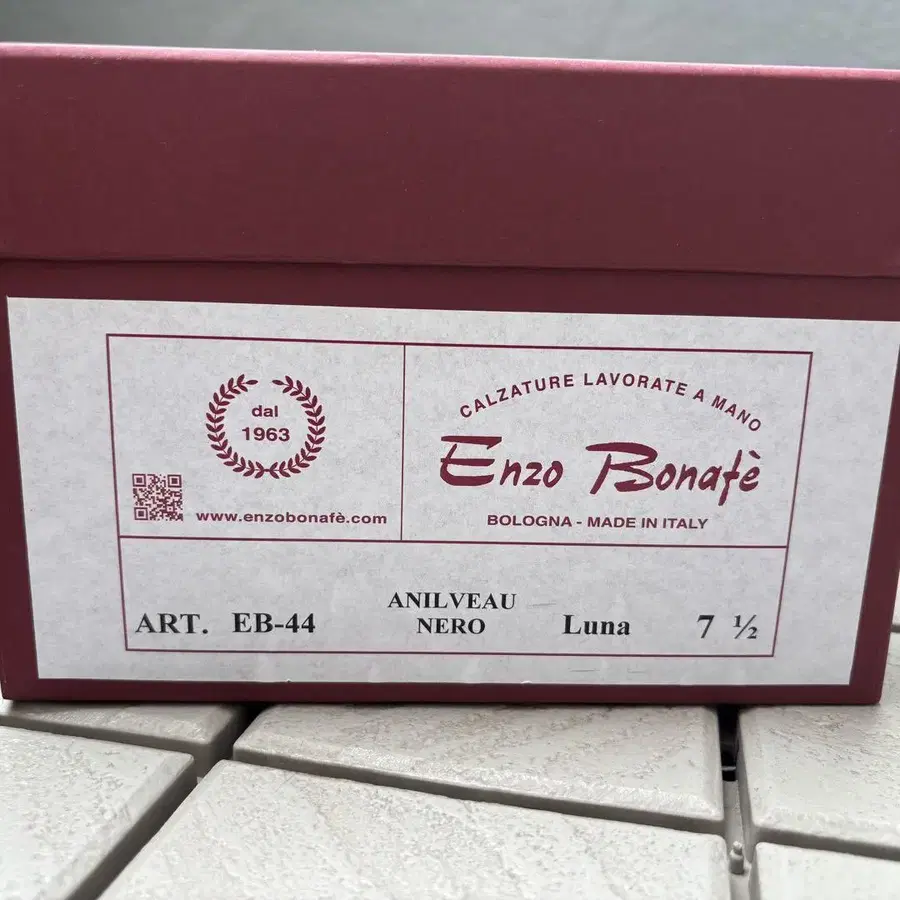 dal
1963
www.enzobonafè.com
CALZATURE LAVORATE A MANO
Enzo Bonafè
BOLOGNA - MADE IN ITALY
ART. EB-44
ANILVEAU
NERO
Luna
7 ½